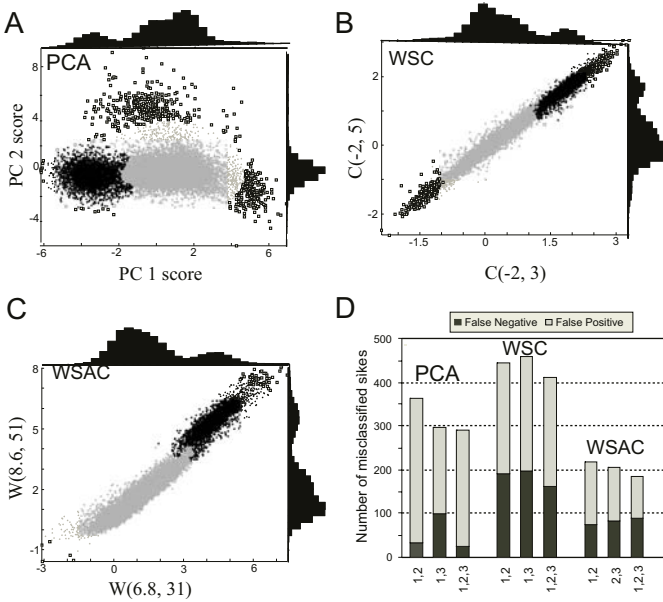 A
PCA
8
4
0
-4
PC 2 score
-6
-2
2
6
PC 1 score
B
WSC
2
0
-2
C(-2, 5)
-1.5
0
1.5
3
C(-2, 3)
C
WSAC
8
5
2
-1
W(8.6, 51)
-3
0
3
6
W(6.8, 31)
D
False Negative
False Positive
500
400
300
200
100
0
Number of misclassified sikes
PCA
WSC
WSAC
1,2
1,3
1,2,3
1,2
1,3
1,2,3
1,2
2,3
1,2,3